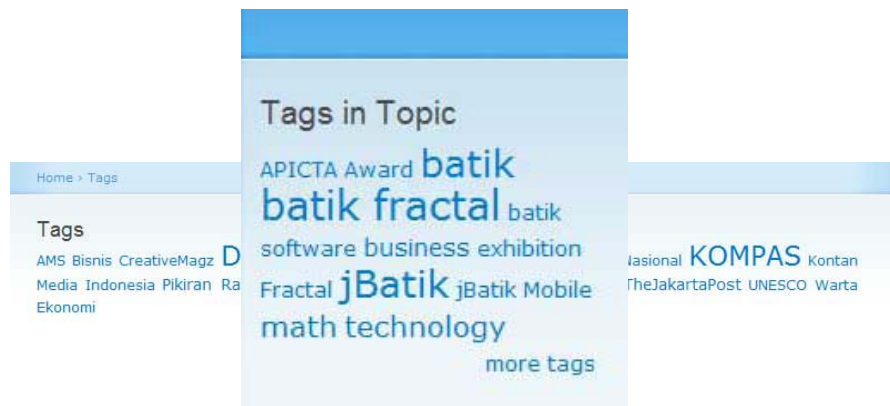 Tags in Topic
APICTA Award batik
batik fractal batik
software business exhibition
Fractal jBatik jBatik Mobile
math technology
more tags
Home › Tags
Tags
AMS Bisnis CreativeMagz KOMPAS Kontan
Media Indonesia Pikiran TheJakartaPost UNESCO Warta
Ekonomi